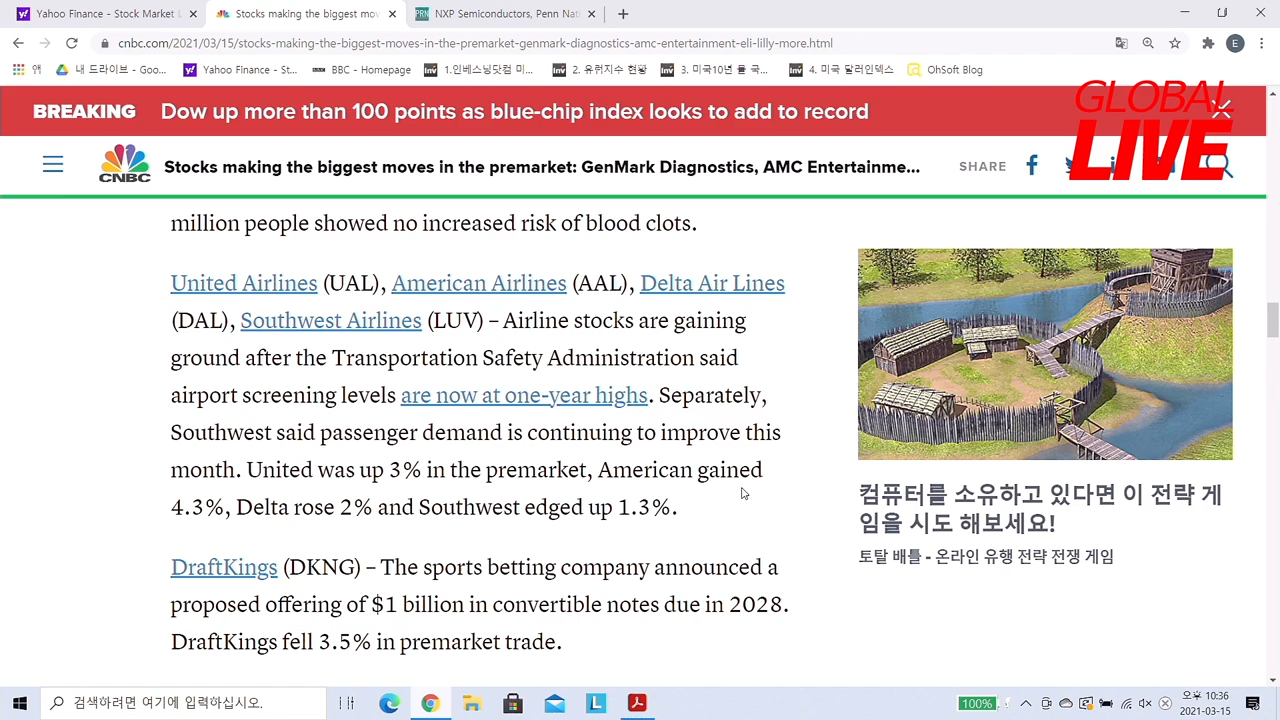 Yahoo Finance - Stock Market L
Stocks making the biggest mov
PRN NXP Semiconductors, Penn Nati
cnbc.com/2021/03/15/stocks-making-the-biggest-moves-in-the-premarket-genmark-diagnostics-amc-entertainment-eli-lilly-more.html
E
앱
내 드라이브 - Goo...
Yahoo Finance - St...
BBC - Homepage
Inv 1.인베스닝닷컴 미...
Inv 2. 유뮈지수 현황
Inv 3. 미국10년 물 국...
Inv 4. 미국 달러인덱스
OhSoft Blog
BREAKING Dow up more than 100 points as blue-chip index looks to add to record
GLOBAL
LIVE
CNBC
Stocks making the biggest moves in the premarket: GenMark Diagnostics, AMC Entertainme...
SHARE
million people showed no increased risk of blood clots.
United Airlines (UAL), American Airlines (AAL), Delta Air Lines
(DAL), Southwest Airlines (LUV) – Airline stocks are gaining
ground after the Transportation Safety Administration said
airport screening levels are now at one-year highs. Separately,
Southwest said passenger demand is continuing to improve this
month. United was up 3% in the premarket, American gained
4.3%, Delta rose 2% and Southwest edged up 1.3%.
DraftKings (DKNG) – The sports betting company announced a
proposed offering of $1 billion in convertible notes due in 2028.
DraftKings fell 3.5% in premarket trade.
컴퓨터를 소유하고 있다면 이 전략 게
임을 시도 해보세요!
토탈 배틀 - 온라인 유행 전략 전쟁 게임
검색하려면 여기에 입력하십시오.
100%
오후 10:36
2021-03-15